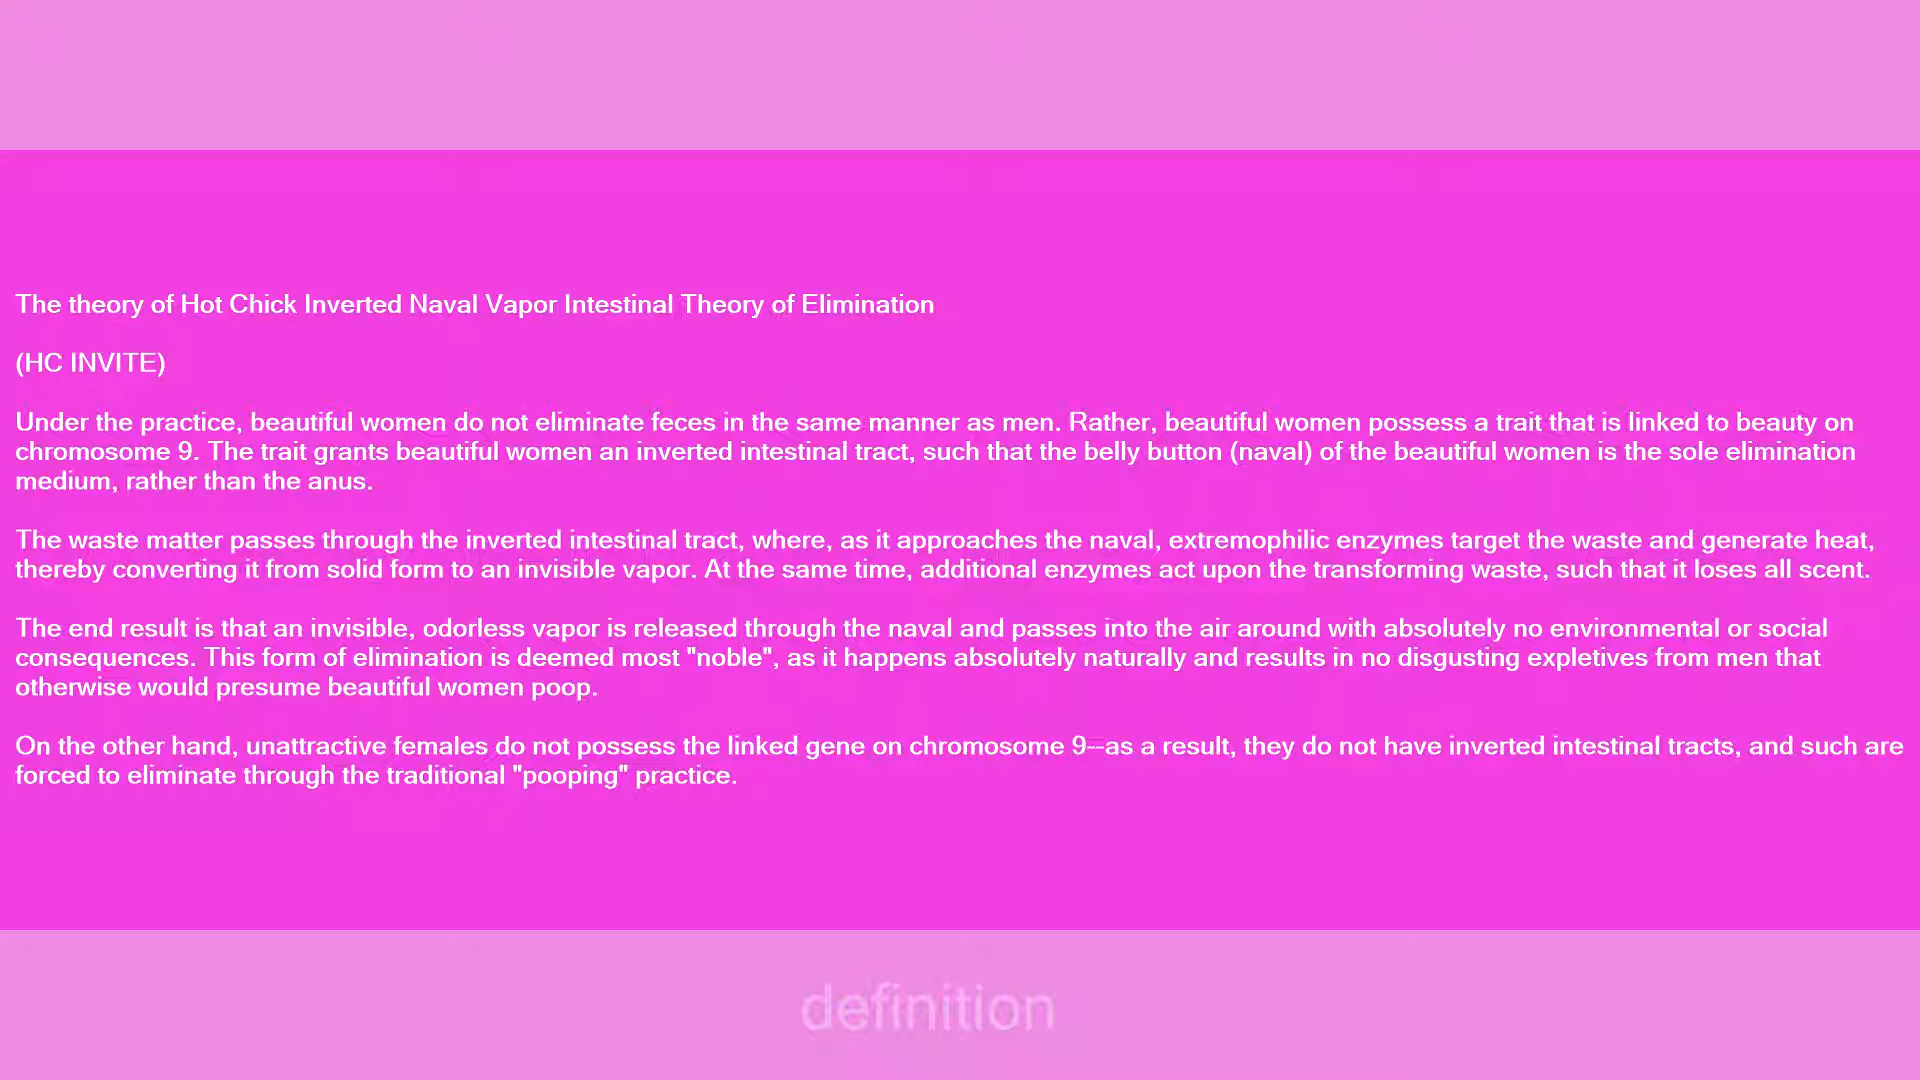 The theory of Hot Chick Inverted Naval Vapor Intestinal Theory of Elimination
(HC INVITE)
Under the practice, beautiful women do not eliminate feces in the same manner as men. Rather, beautiful women possess a trait that is linked to beauty on
chromosome 9. The trait grants beautiful women an inverted intestinal tract, such that the belly button (naval) of the beautiful women is the sole elimination
medium, rather than the anus.
The waste matter passes through the inverted intestinal tract, where, as it approaches the naval, extremophilic enzymes target the waste and generate heat,
thereby converting it from solid form to an invisible vapor. At the same time, additional enzymes act upon the transforming waste, such that it loses all scent.
The end result is that an invisible, odorless vapor is released through the naval and passes into the air around with absolutely no environmental or social
consequences. This form of elimination is deemed most "noble", as it happens absolutely naturally and results in no disgusting expletives from men that
otherwise would presume beautiful women poop.
On the other hand, unattractive females do not possess the linked gene on chromosome 9--as a result, they do not have inverted intestinal tracts, and such are
forced to eliminate through the traditional "pooping" practice.
definition